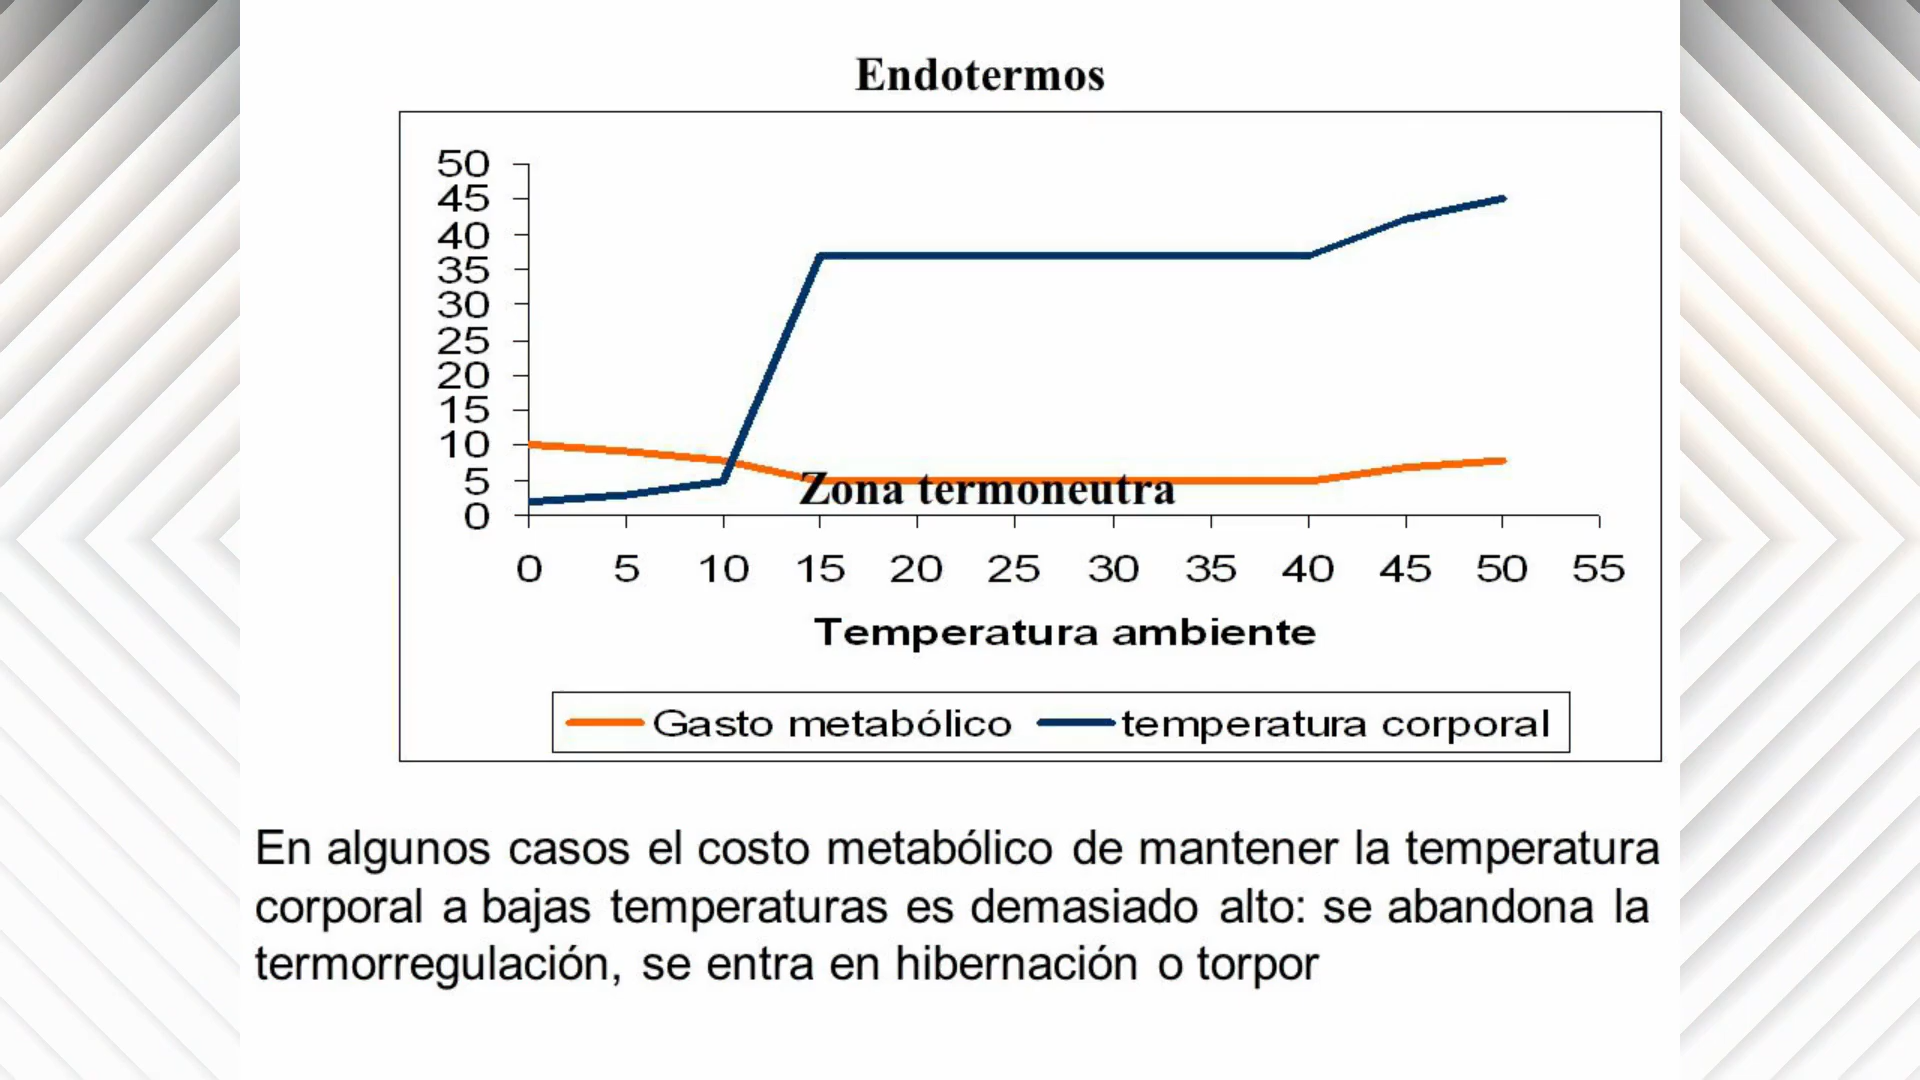 Endotermos
50
45
40
35
30
25
20
15
10
5
0
Zona termoneutra
0 5 10 15 20 25 30 35 40 45 50 55
Temperatura ambiente
Gasto metabólico temperatura corporal
En algunos casos el costo metabólico de mantener la temperatura
corporal a bajas temperaturas es demasiado alto: se abandona la
termorregulación, se entra en hibernación o torpor